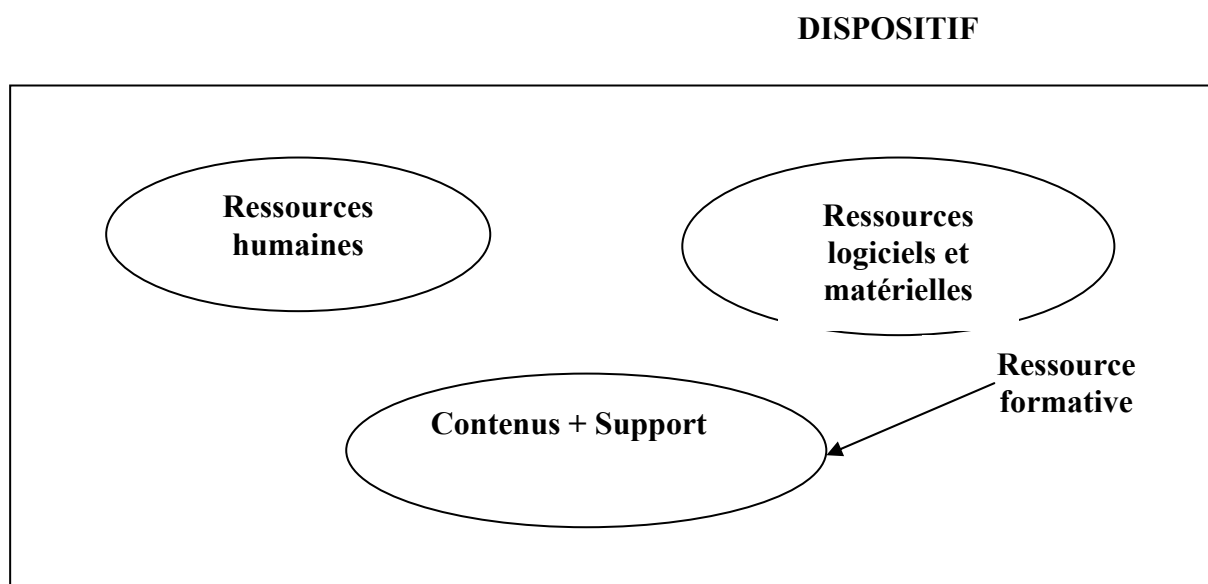 DISPOSITIF
Ressources
humaines
Ressources
logiciels et
matérielles
Ressource
formative
Contenus + Support